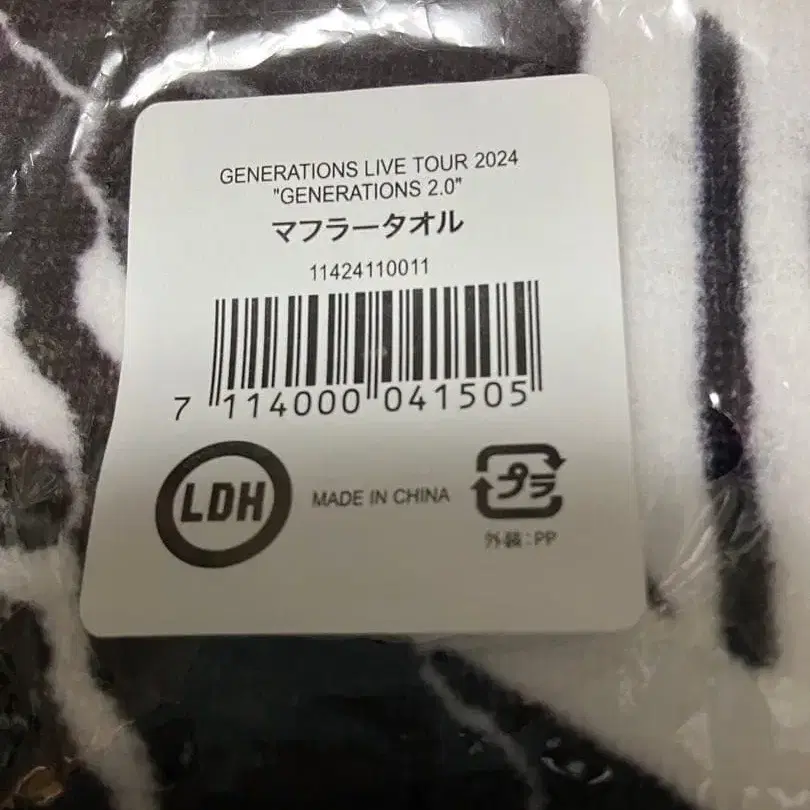 GENERATIONS LIVE TOUR 2024
"GENERATIONS 2.0"
マフラータオル
11424110011
7 114000 041505
LDH
MADE IN CHINA
プラ
外装:PP